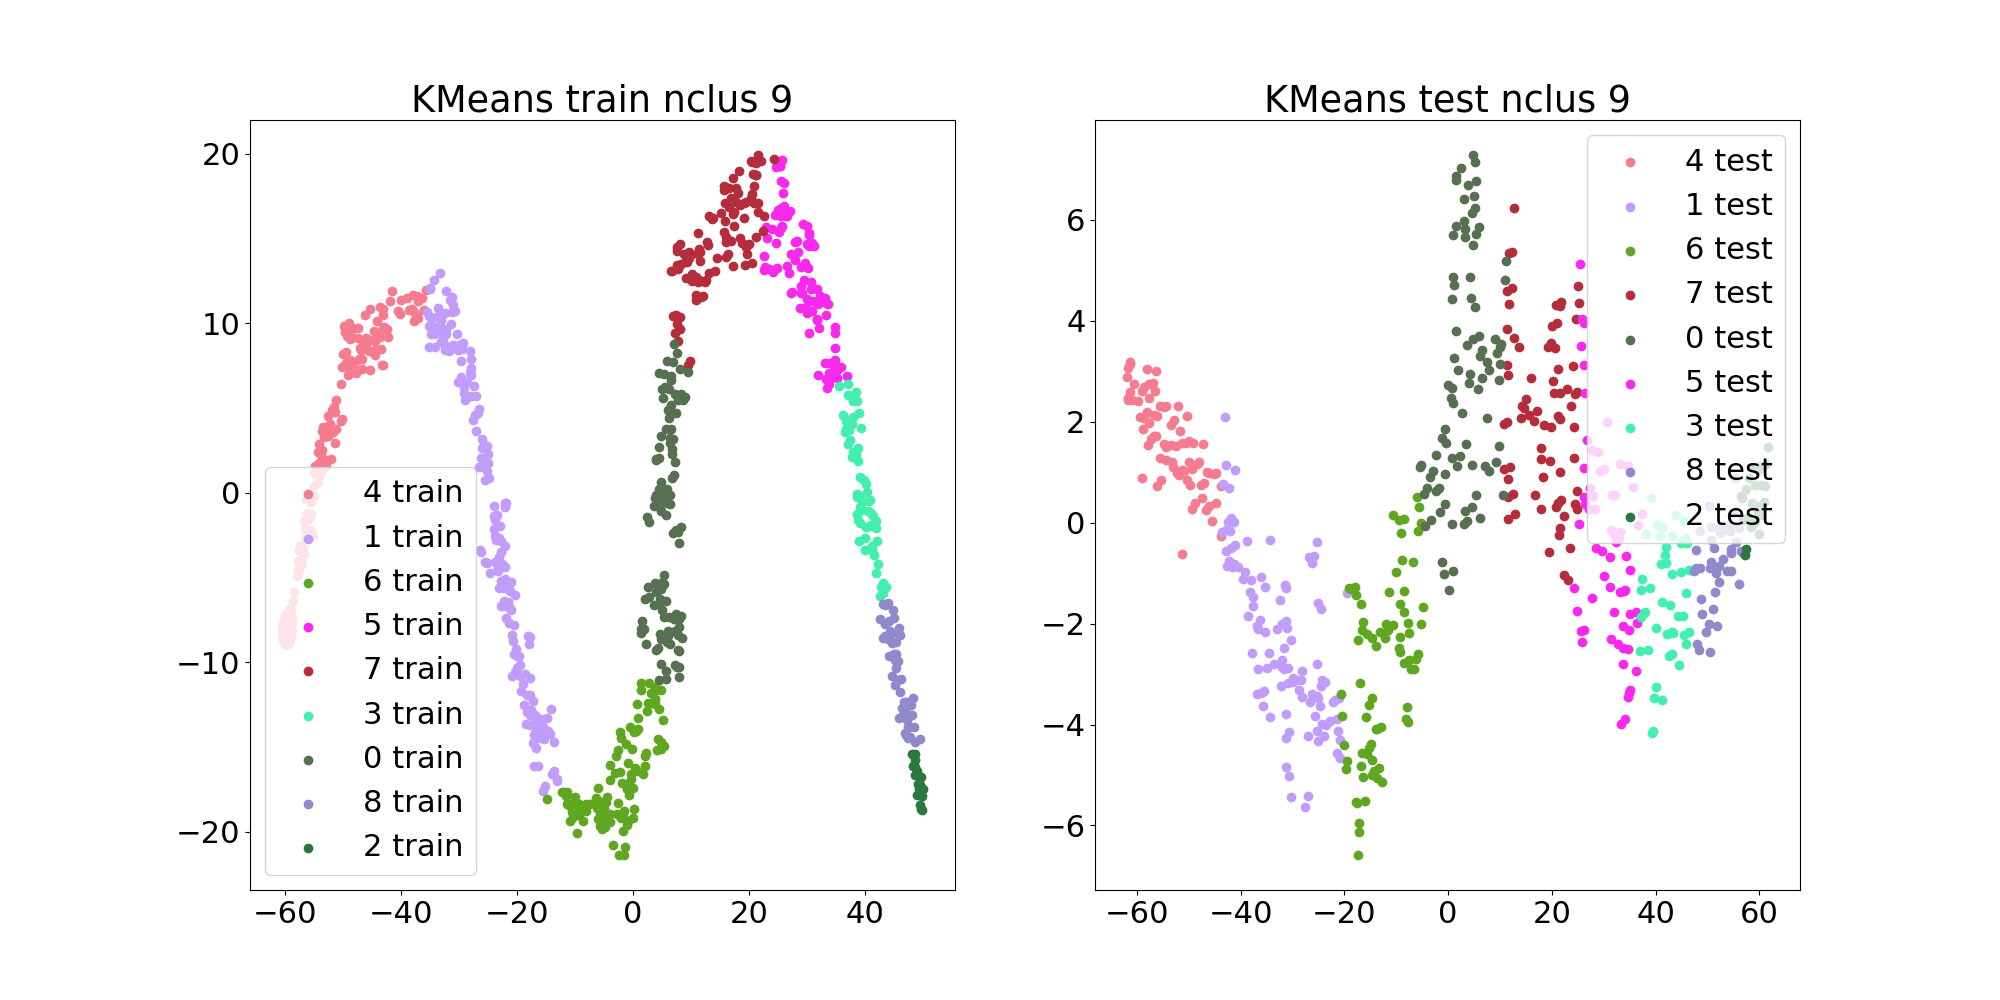 KMeans train nclus 9
20
10
0
−10
−20
−60 −40 −20 0 20 40
4 train
1 train
6 train
5 train
7 train
3 train
0 train
8 train
2 train
KMeans test nclus 9
6
4
2
0
−2
−4
−6
−60 −40 −20 0 20 40 60
4 test
1 test
6 test
7 test
0 test
5 test
3 test
8 test
2 test